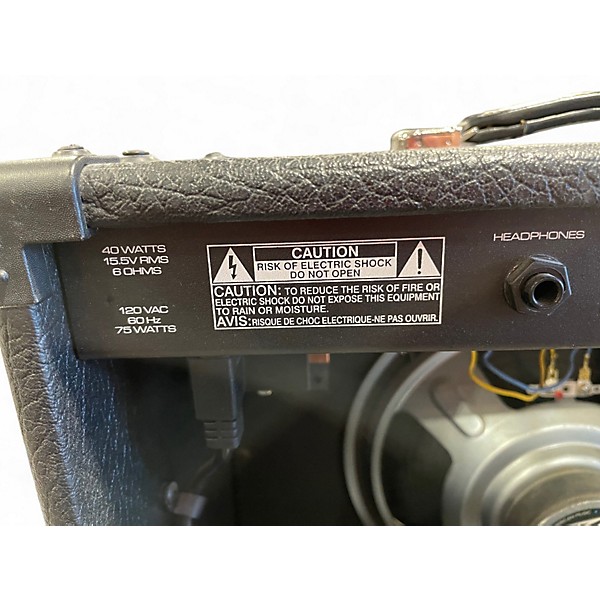 40 WATTS
15.5V RMS
6 OHMS
120 VAC
60 Hz
75 WATTS
CAUTION
RISK OF ELECTRIC SHOCK
DO NOT OPEN
CAUTION: TO REDUCE THE RISK OF FIRE OR
ELECTRIC SHOCK DO NOT EXPOSE THIS EQUIPMENT
TO RAIN OR MOISTURE.
AVIS: RISQUE DE CHOC ELECTRIQUE-NE PAS OUVRIR.
HEADPHONES